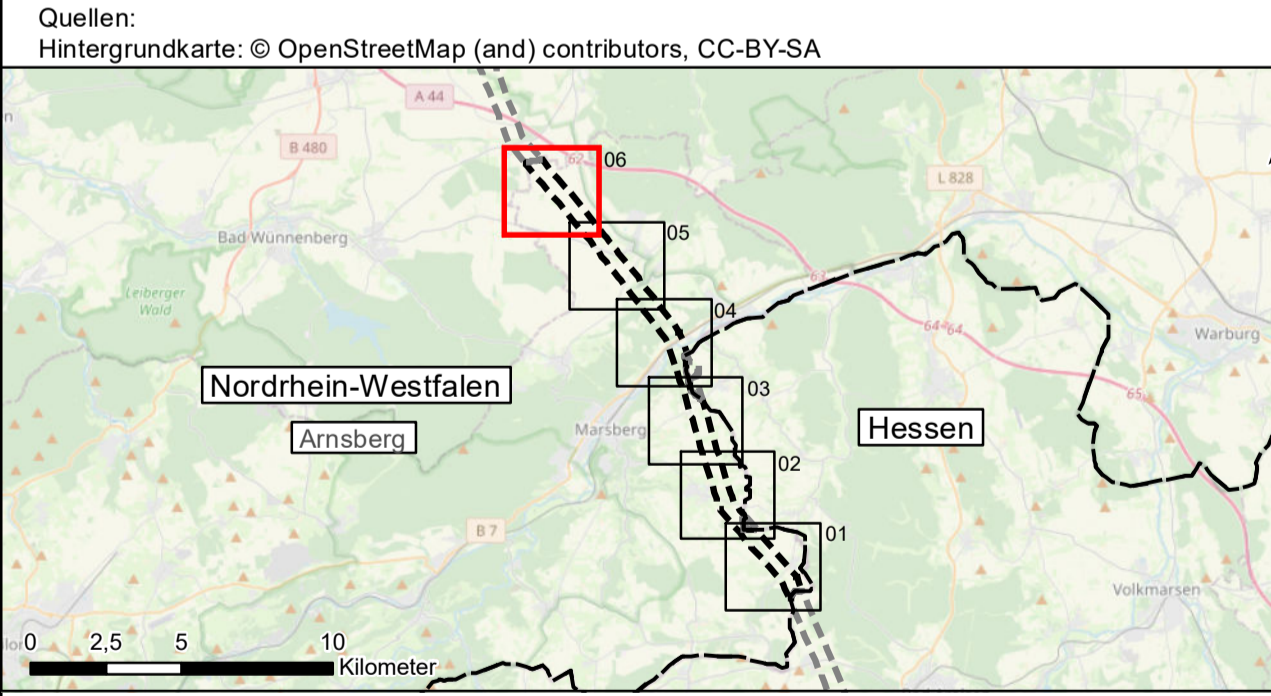 Quellen:
Hintergrundkarte: © OpenStreetMap (and) contributors, CC-BY-SA
A 44
B 480
62
06
L 828
05
Bad Wünnenberg
63
Leiberger
Wald
04
64-64
Warburg
Nordrhein-Westfalen
03
65
Arnsberg
Marsberg
Hessen
02
B 7
01
Volkmarsen
0 2,5 5 10
Kilometer